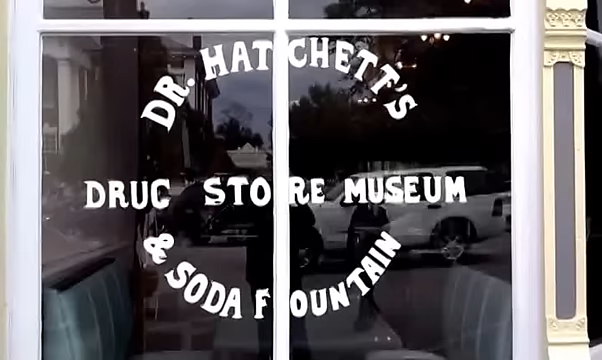 DR. HATCHETT'S
DRUG STORE MUSEUM
& SODA FOUNTAIN